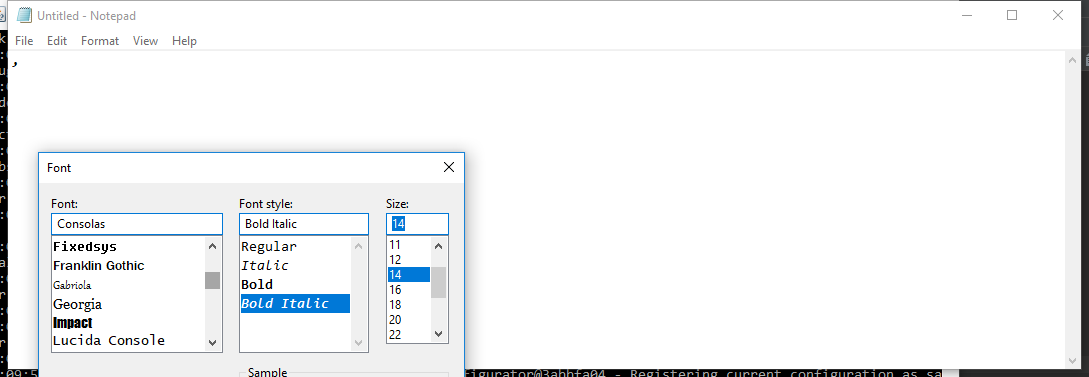 Untitled - Notepad
File Edit Format View Help
,
Font
Font: Font style: Size:
Consolas Bold Italic 14
Fixedsys Regular 11
Franklin Gothic Italic 12
Gabriola Bold 14
Georgia Bold Italic 16
Impact 18
Lucida Console 20
22
Sample
igurator@3abbfa04 - Registering current configuration as sa